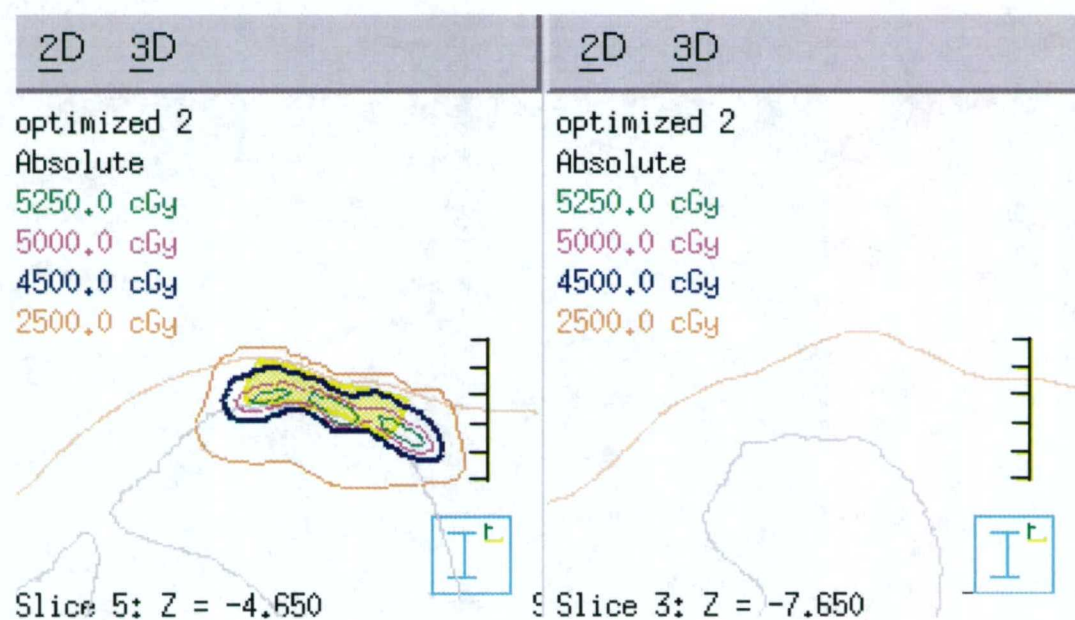 2D 3D
optimized 2
Absolute
5250.0 cGy
5000.0 cGy
4500.0 cGy
2500.0 cGy
Slice 5: Z = -4.650
2D 3D
optimized 2
Absolute
5250.0 cGy
5000.0 cGy
4500.0 cGy
2500.0 cGy
Slice 3: Z = -7.650